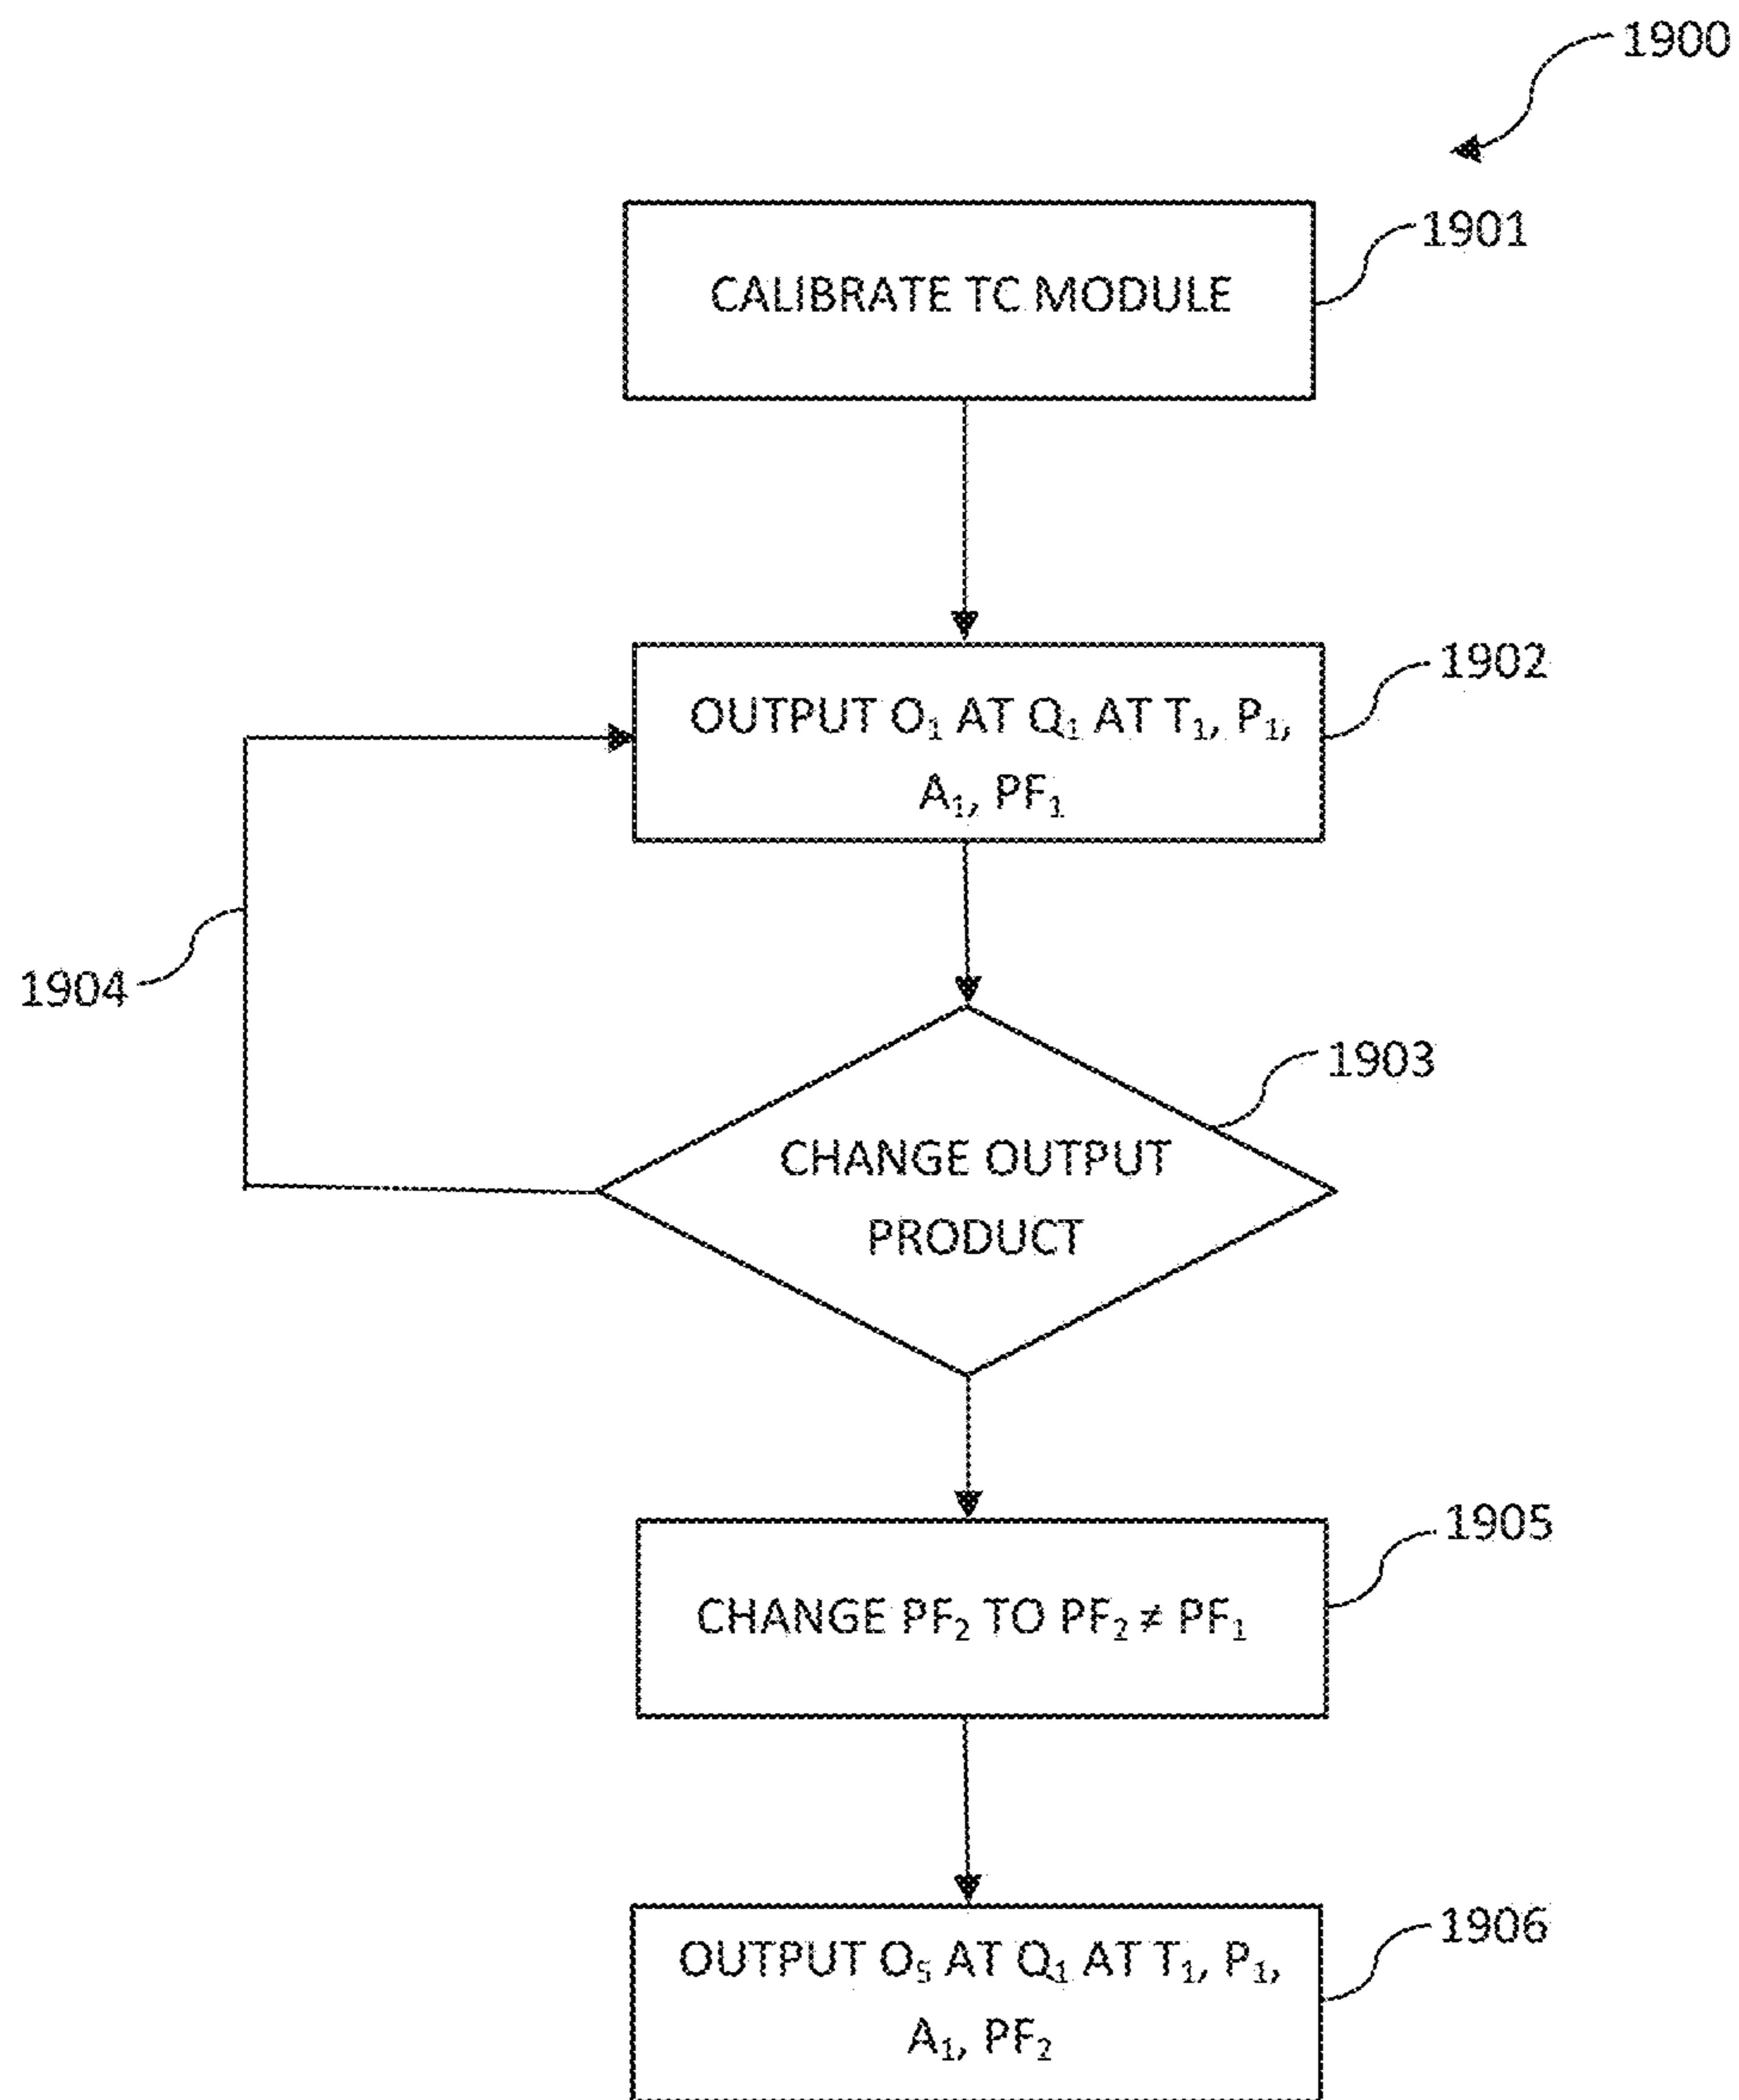 1900
1901
CALIBRATE TC MODULE
1902
OUTPUT O₁ AT Q₁ AT T₁, P₁,
A₁, PF₁
1904
1903
CHANGE OUTPUT
PRODUCT
1905
CHANGE PF₂ TO PF₂ ≠ PF₁
1906
OUTPUT O₅ AT Q₁ AT T₁, P₁,
A₁, PF₂